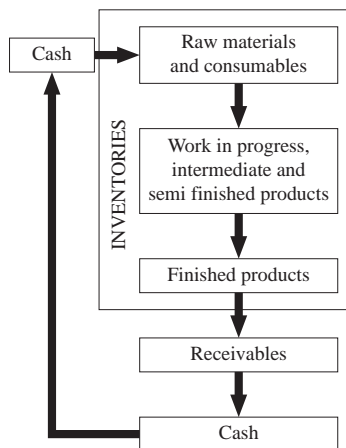 Cash
Raw materials
and consumables
INVENTORIES
Work in progress,
intermediate and
semi finished products
Finished products
Receivables
Cash